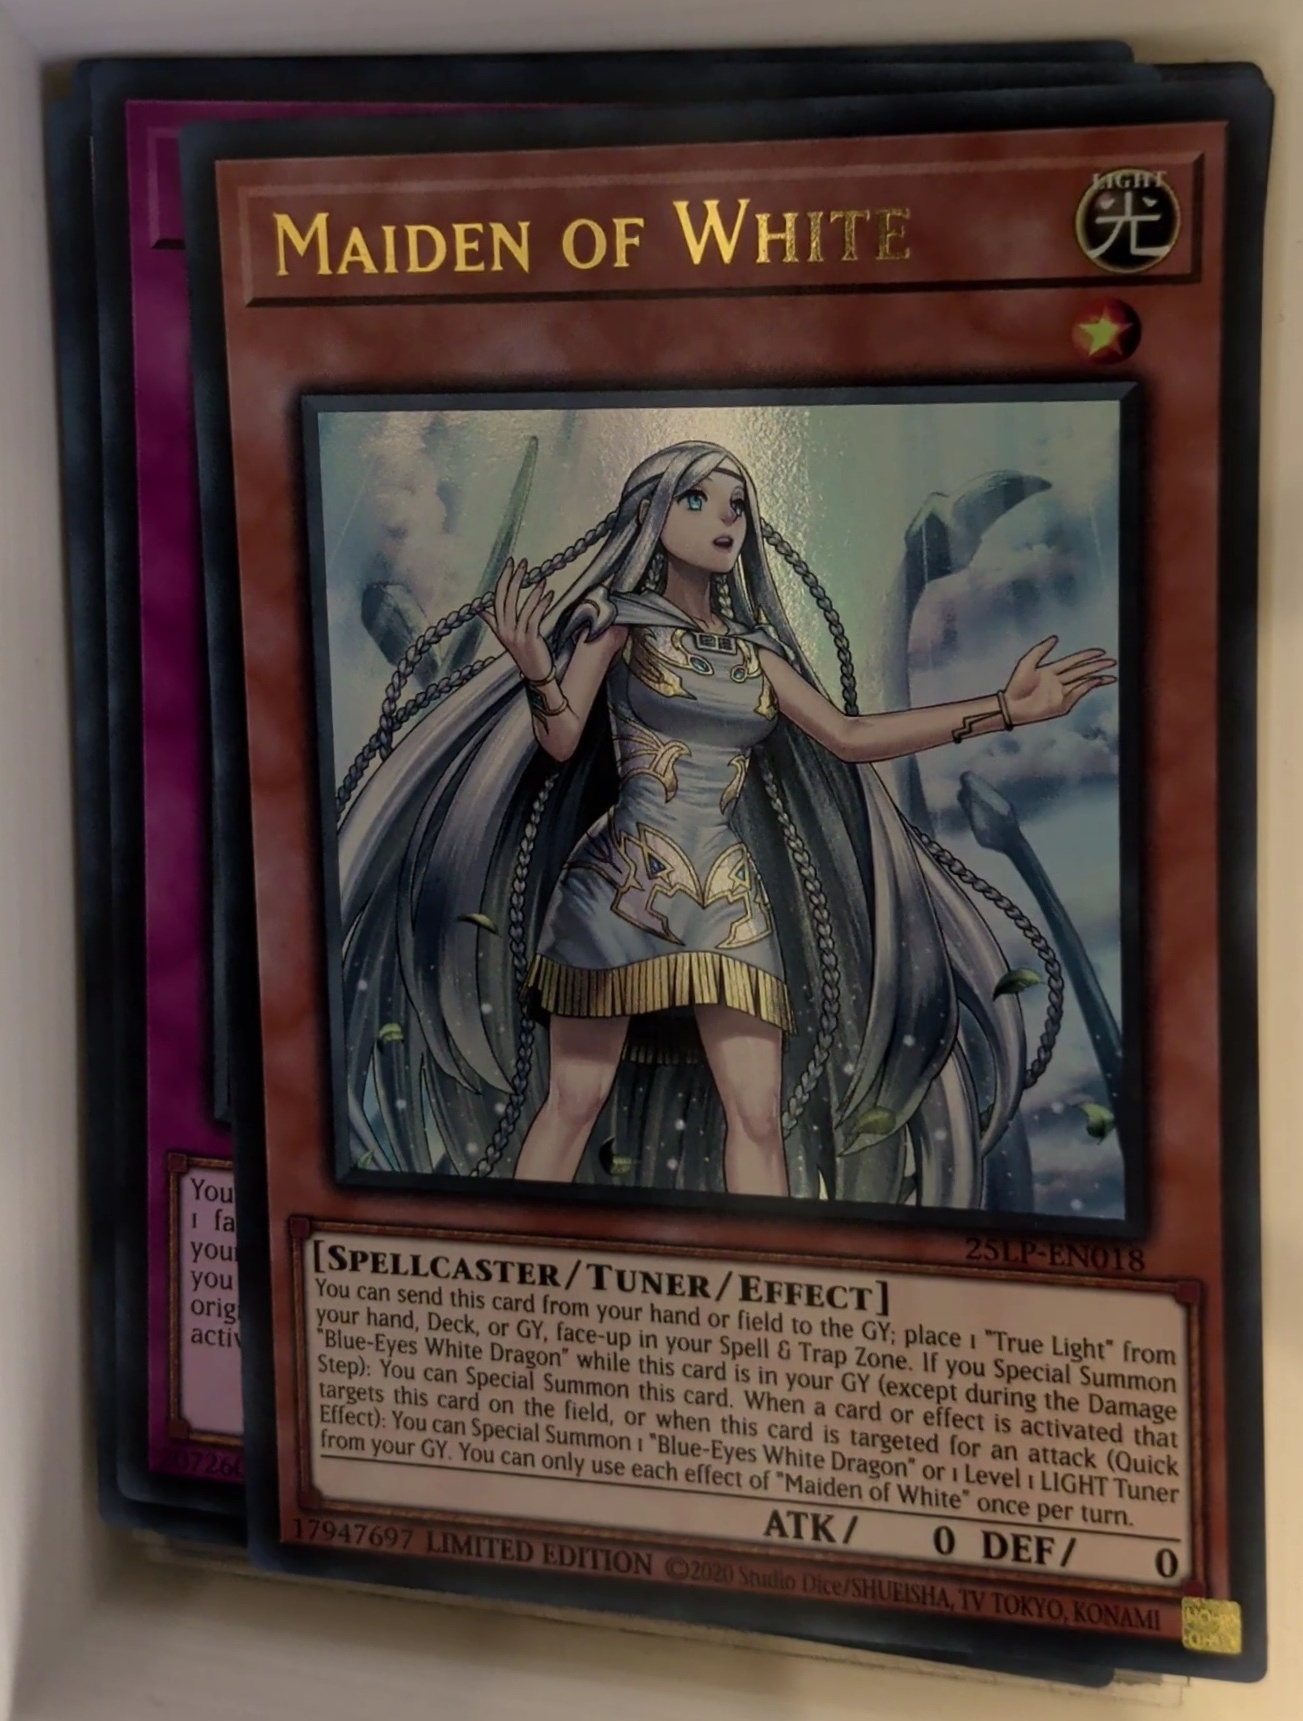 MAIDEN OF WHITE
LIGHT
光
25LP-EN018
[SPELLCASTER/TUNER/EFFECT]
You can send this card from your hand or field to the GY; place 1 "True Light" from
your hand, Deck, or GY, face-up in your Spell & Trap Zone. If you Special Summon
"Blue-Eyes White Dragon" while this card is in your GY (except during the Damage
Step): You can Special Summon this card. When a card or effect is activated that
targets this card on the field, or when this card is targeted for an attack (Quick
Effect): You can Special Summon 1 "Blue-Eyes White Dragon" or 1 Level 1 LIGHT Tuner
from your GY. You can only use each effect of "Maiden of White" once per turn.
ATK/ 0 DEF/ 0
17947697 LIMITED EDITION ©2020 Studio Dice/SHUEISHA, TV TOKYO, KONAMI
You
1 fa
your
you
orig
activ